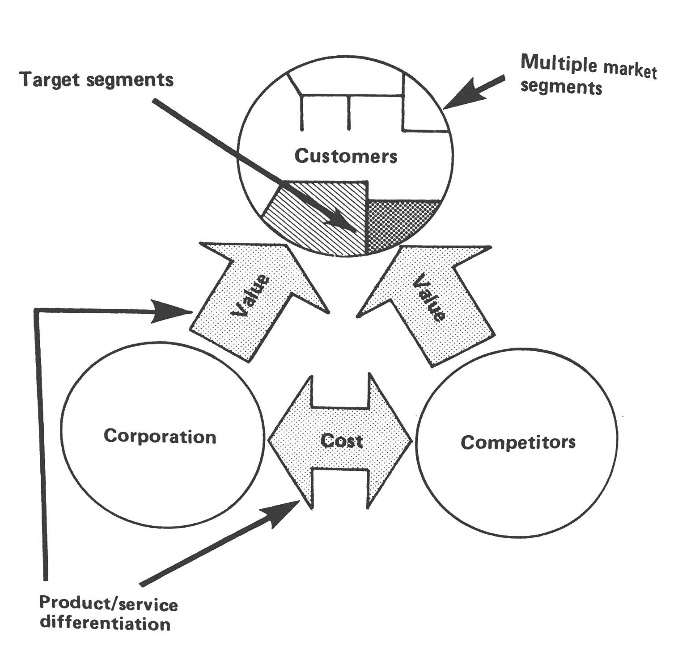 Target segments
Multiple market
segments
Customers
Value
Value
Corporation
Cost
Competitors
Product/service
differentiation